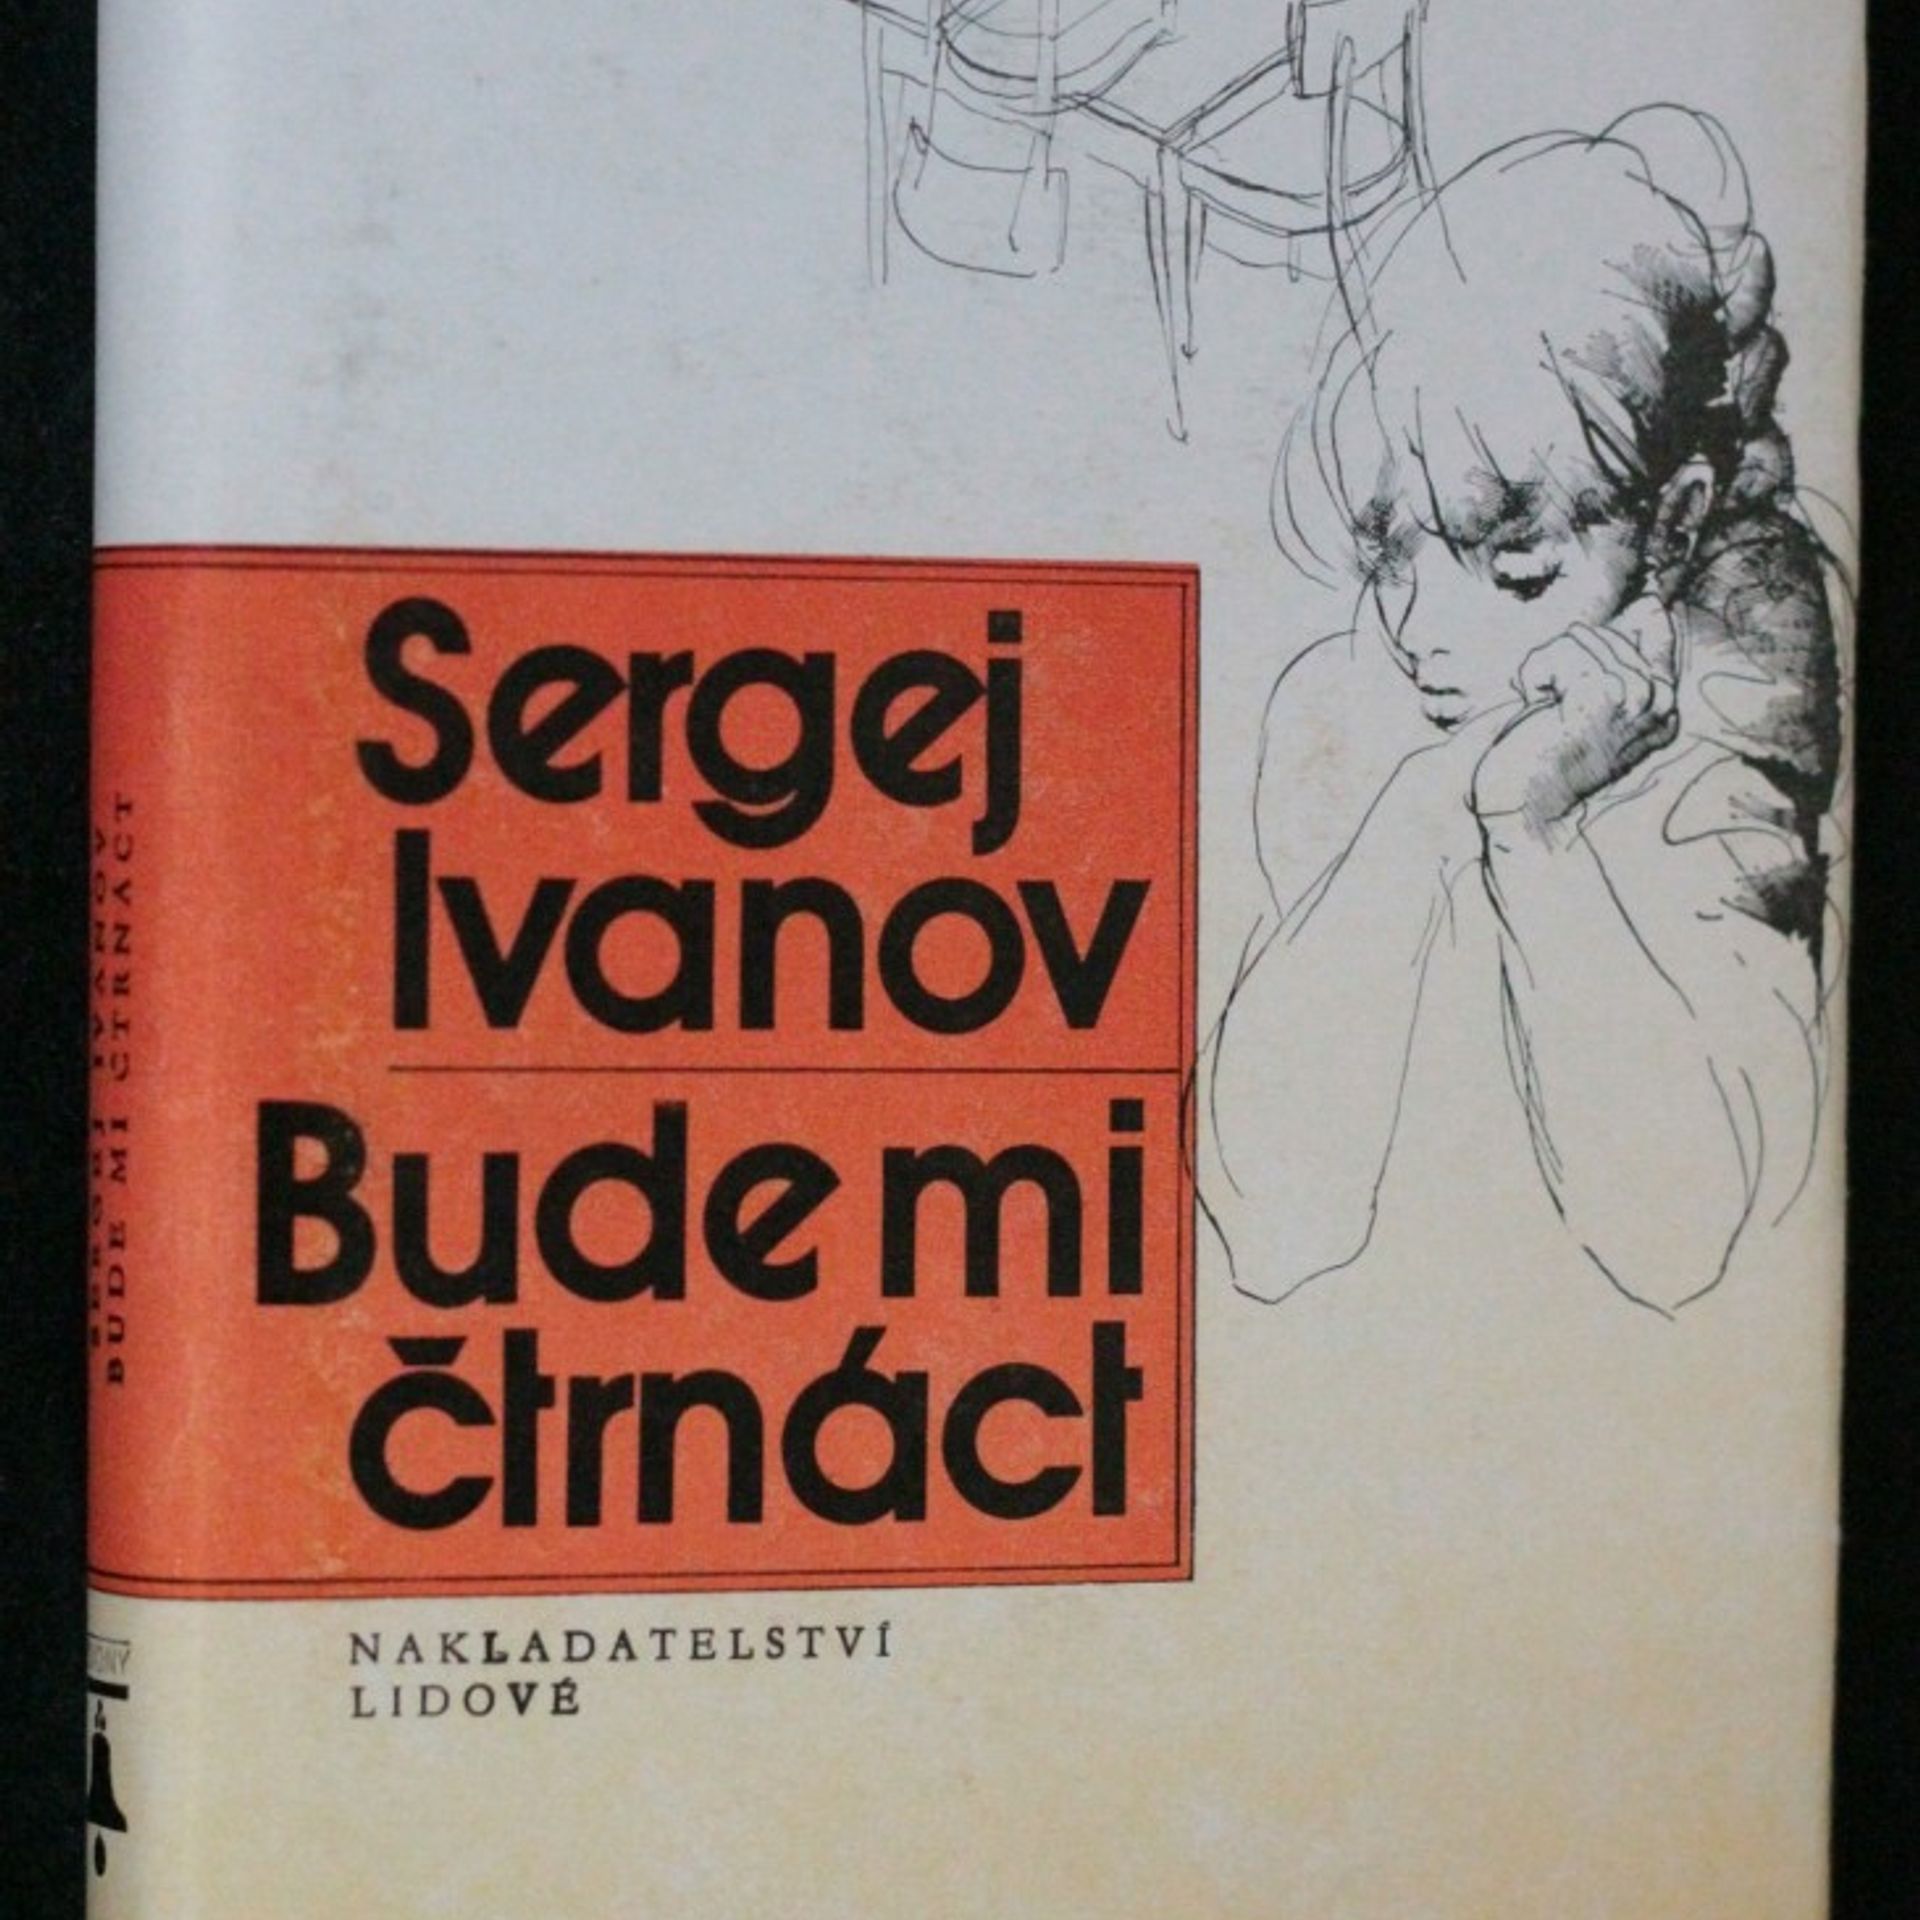 Sergej
Ivanov
Bude mi
čtrnáct
NAKLADATELSTVÍ
LIDOVÉ
SERGEJ IVANOV
BUDE MI ČTRNÁCT